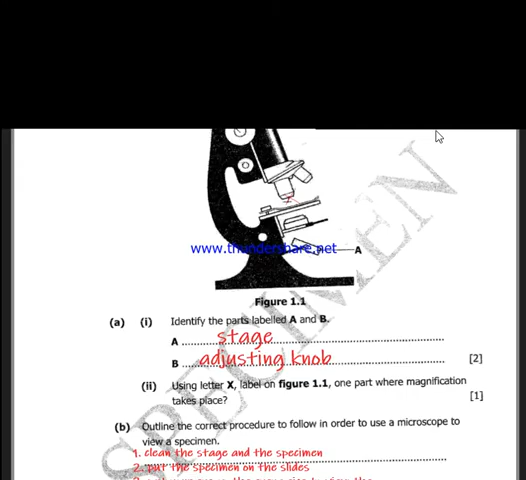 SPECIMEN
www.thundershare.net
A
Figure 1.1
(a) (i) Identify the parts labelled A and B.
A ........ stage ........
B ..... adjusting knob ........ [2]
(ii) Using letter X, label on figure 1.1, one part where magnification
takes place? [1]
(b) Outline the correct procedure to follow in order to use a microscope to
view a specimen.
1. clean the stage and the specimen
2. put the specimen on the slides